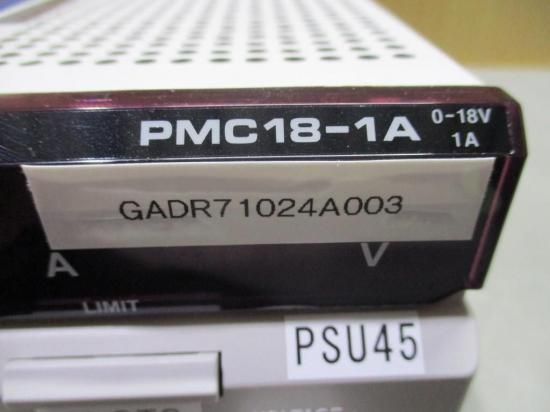 PMC18-1A 0-18V
1A
GADR71024A003
A V
LIMIT
PSU45